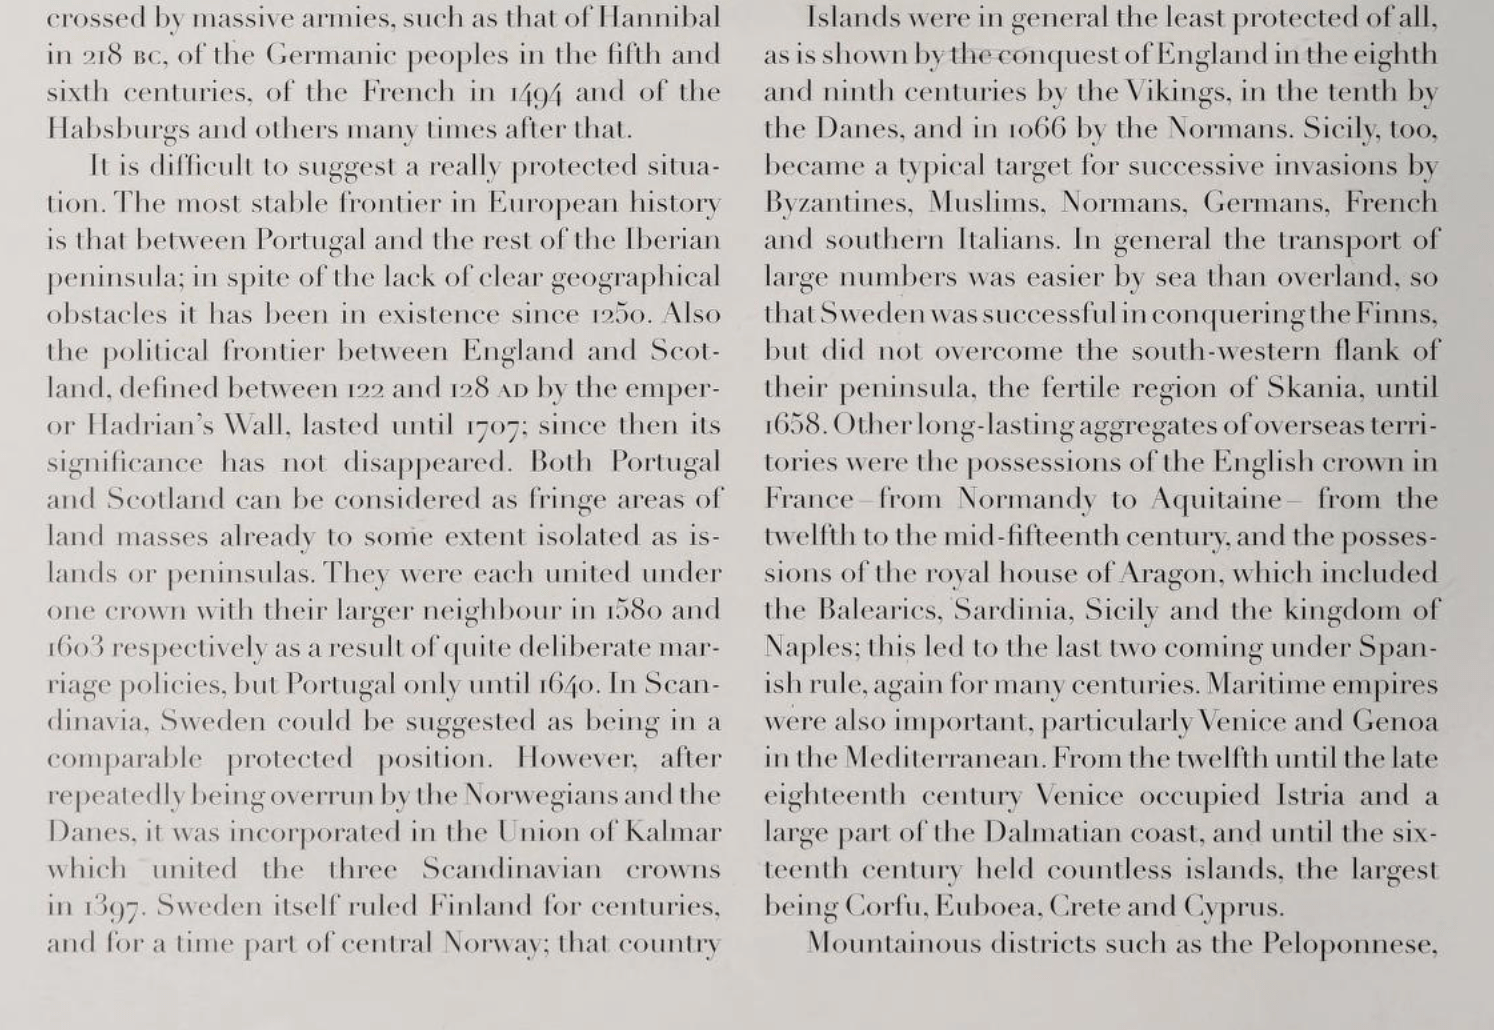 crossed by massive armies, such as that of Hannibal
in 218 BC, of the Germanic peoples in the fifth and
sixth centuries, of the French in 1494 and of the
Habsburgs and others many times after that.
It is difficult to suggest a really protected situa-
tion. The most stable frontier in European history
is that between Portugal and the rest of the Iberian
peninsula; in spite of the lack of clear geographical
obstacles it has been in existence since 1250. Also
the political frontier between England and Scot-
land, defined between 122 and 128 AD by the emper-
or Hadrian's Wall, lasted until 1707; since then its
significance has not disappeared. Both Portugal
and Scotland can be considered as fringe areas of
land masses already to some extent isolated as is-
lands or peninsulas. They were each united under
one crown with their larger neighbour in 1580 and
1603 respectively as a result of quite deliberate mar-
riage policies, but Portugal only until 1640. In Scan-
dinavia, Sweden could be suggested as being in a
comparable protected position. However, after
repeatedly being overrun by the Norwegians and the
Danes, it was incorporated in the Union of Kalmar
which united the three Scandinavian crowns
in 1397. Sweden itself ruled Finland for centuries,
and for a time part of central Norway; that country
Islands were in general the least protected of all,
as is shown by the conquest of England in the eighth
and ninth centuries by the Vikings, in the tenth by
the Danes, and in 1066 by the Normans. Sicily, too,
became a typical target for successive invasions by
Byzantines, Muslims, Normans, Germans, French
and southern Italians. In general the transport of
large numbers was easier by sea than overland, so
that Sweden was successful in conquering the Finns,
but did not overcome the south-western flank of
their peninsula, the fertile region of Skania, until
1658. Other long-lasting aggregates of overseas terri-
tories were the possessions of the English crown in
France – from Normandy to Aquitaine – from the
twelfth to the mid-fifteenth century, and the posses-
sions of the royal house of Aragon, which included
the Balearics, Sardinia, Sicily and the kingdom of
Naples; this led to the last two coming under Span-
ish rule, again for many centuries. Maritime empires
were also important, particularly Venice and Genoa
in the Mediterranean. From the twelfth until the late
eighteenth century Venice occupied Istria and a
large part of the Dalmatian coast, and until the six-
teenth century held countless islands, the largest
being Corfu, Euboea, Crete and Cyprus.
Mountainous districts such as the Peloponnese,